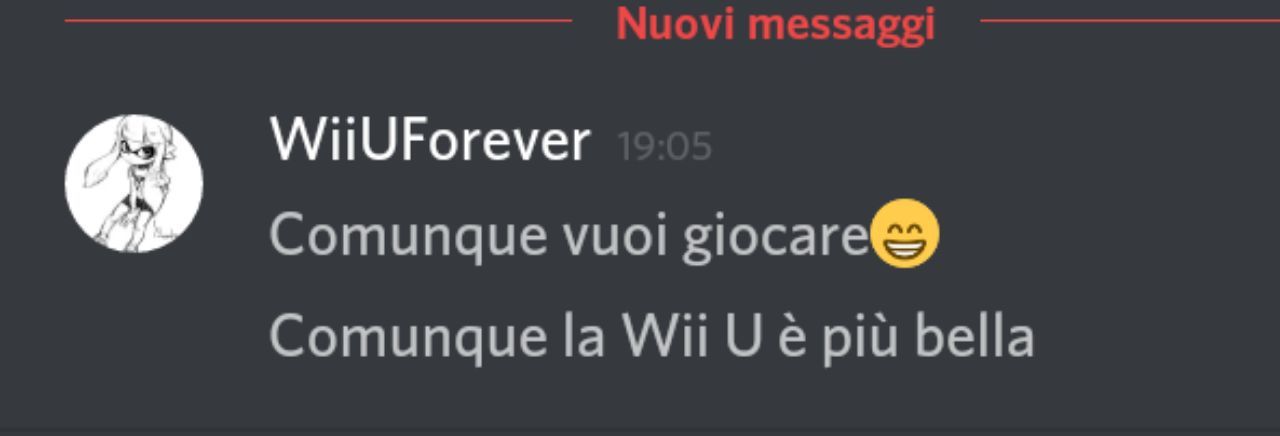 Nuovi messaggi
WiiUForever 19:05
Comunque vuoi giocare😁
Comunque la Wii U è più bella